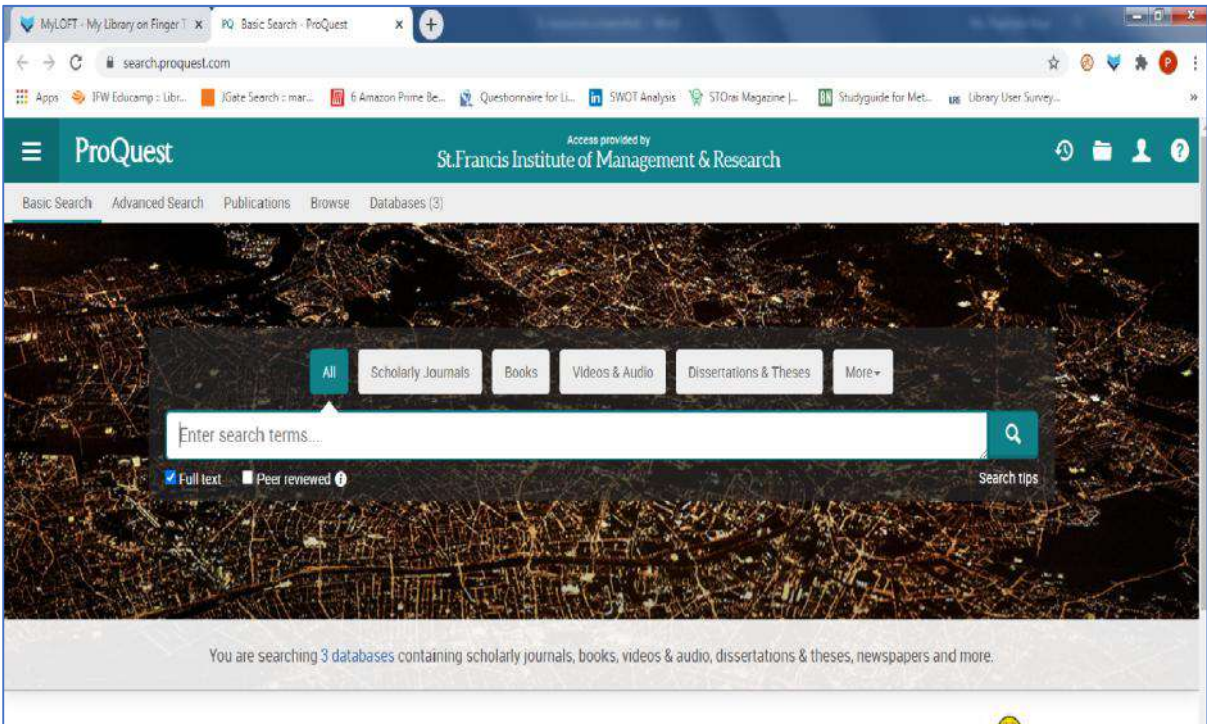 MyLOFT - My Library on Finger T x PQ Basic Search - ProQuest x +
search.proquest.com P
Apps IFW Educamp :: Libr... JGate Search :: mar... 6 Amazon Prime Be... Questionnaire for Li... in SWOT Analysis STOrai Magazine |... BN Studyguide for Met... LRS Library User Survey... »
ProQuest
Access provided by
St.Francis Institute of Management & Research
Basic Search Advanced Search Publications Browse Databases (3)
All Scholarly Journals Books Videos & Audio Dissertations & Theses More
Enter search terms....
Full text Peer reviewed Search tips
You are searching 3 databases containing scholarly journals, books, videos & audio, dissertations & theses, newspapers and more.